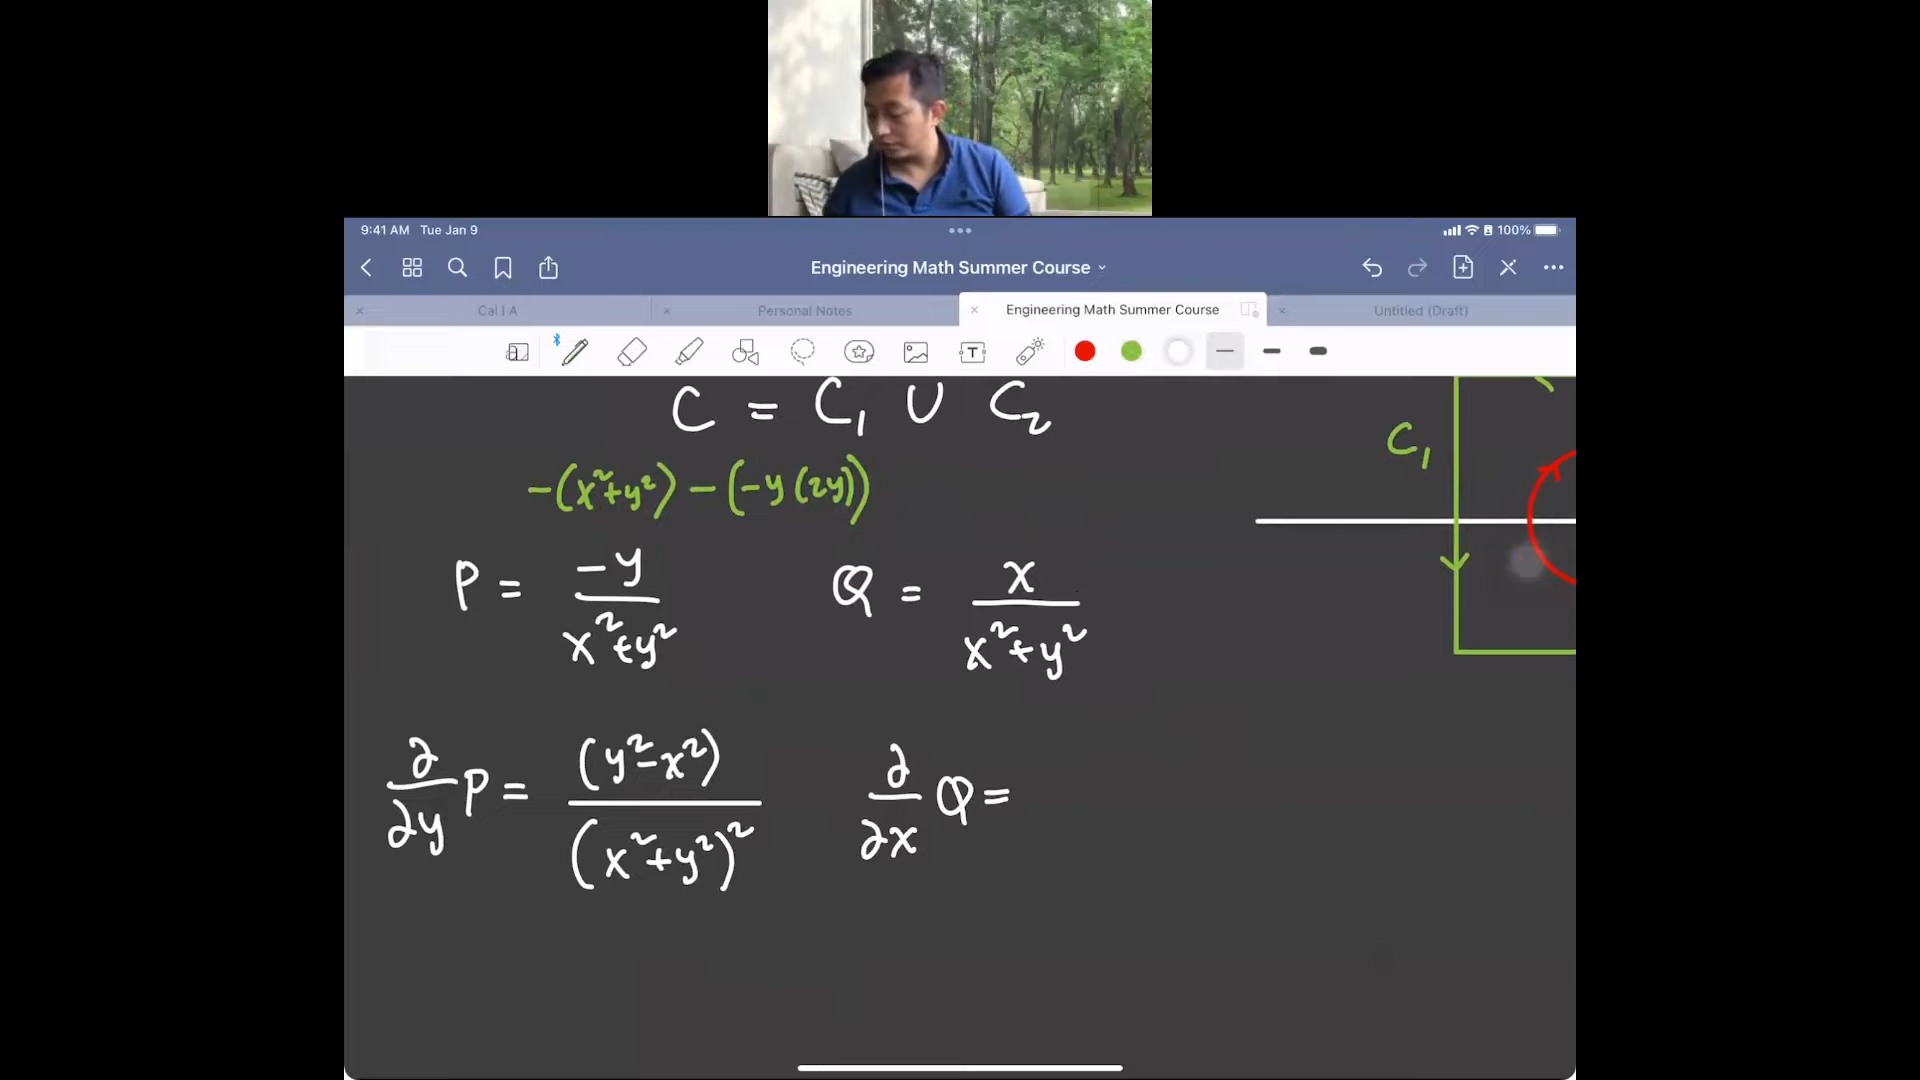 9:41 AM Tue Jan 9
100%
Engineering Math Summer Course
Cal I A
Personal Notes
Engineering Math Summer Course
Untitled (Draft)
C = C₁ ∪ C₂
C₁
-(x²+y²) - (-y(2y))
P = -y / x²+y²
Q = x / x²+y²
∂/∂y P = (y²-x²) / (x²+y²)²
∂/∂x Q =